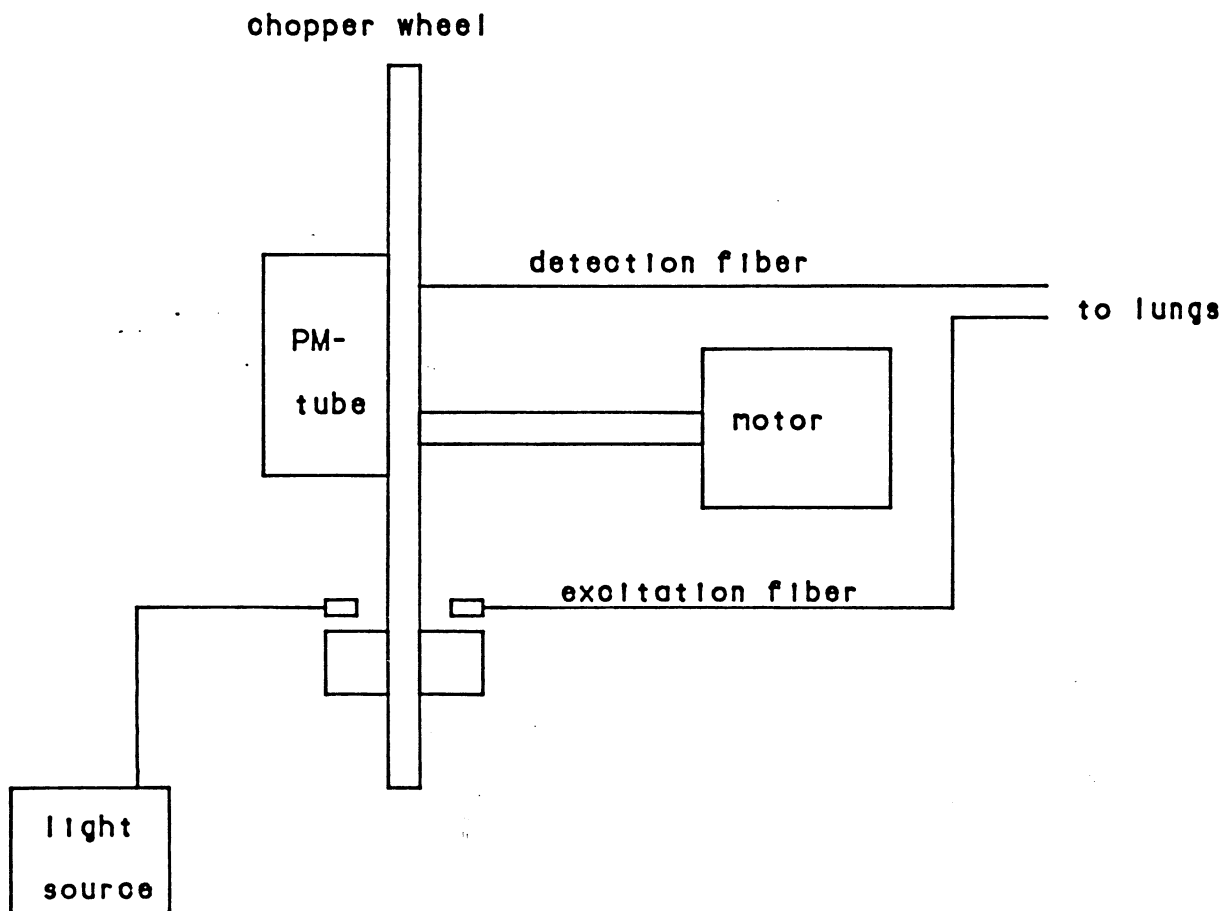 chopper wheel
detection fiber
to lungs
PM-
tube
motor
excitation fiber
light
source